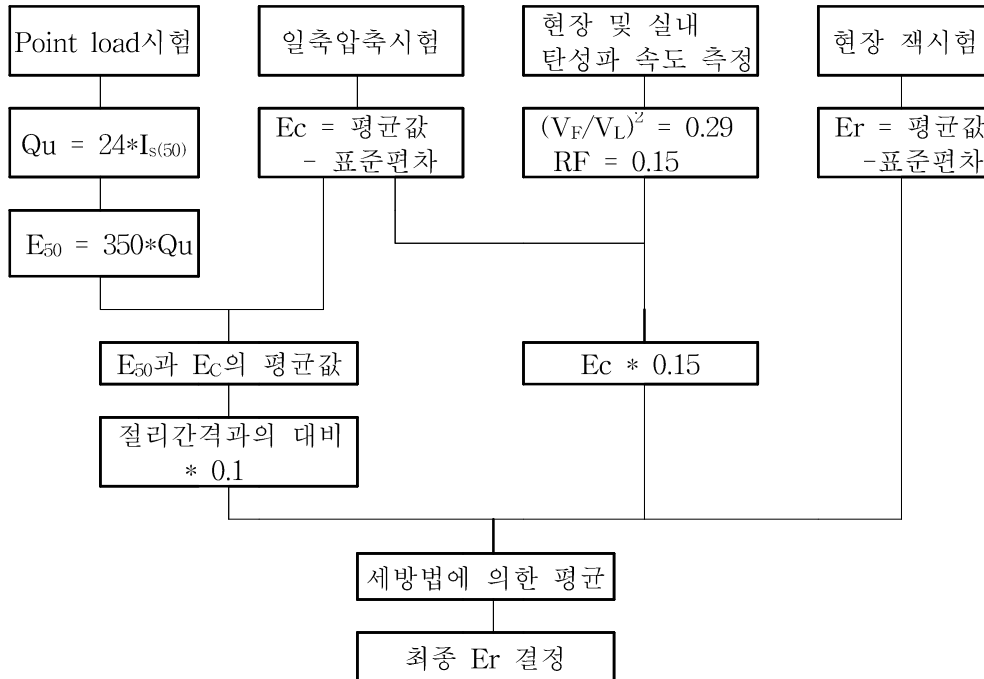 Point load시험
일축압축시험
현장 및 실내
탄성파 속도 측정
현장 잭시험
Qu = 24*I_s(50)
Ec = 평균값
- 표준편차
(V_F/V_L)² = 0.29
RF = 0.15
Er = 평균값
-표준편차
E₅₀ = 350*Qu
E₅₀과 E_C의 평균값
Ec * 0.15
절리간격과의 대비
* 0.1
세방법에 의한 평균
최종 Er 결정